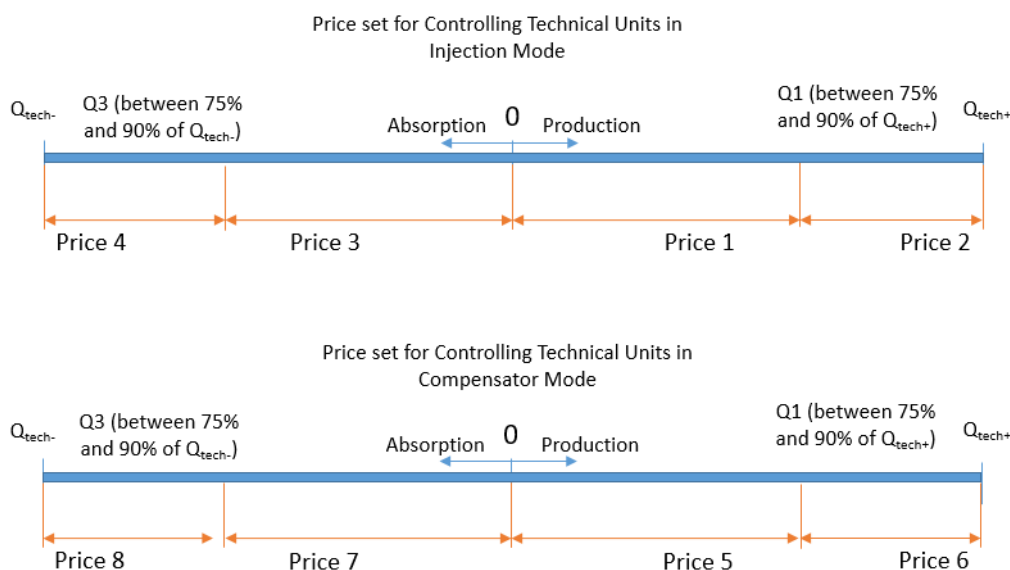 Price set for Controlling Technical Units in
Injection Mode
Qtech-
Q3 (between 75%
and 90% of Qtech-)
Absorption
0
Production
Q1 (between 75%
and 90% of Qtech+)
Qtech+
Price 4
Price 3
Price 1
Price 2
Price set for Controlling Technical Units in
Compensator Mode
Qtech-
Q3 (between 75%
and 90% of Qtech-)
Absorption
0
Production
Q1 (between 75%
and 90% of Qtech+)
Qtech+
Price 8
Price 7
Price 5
Price 6